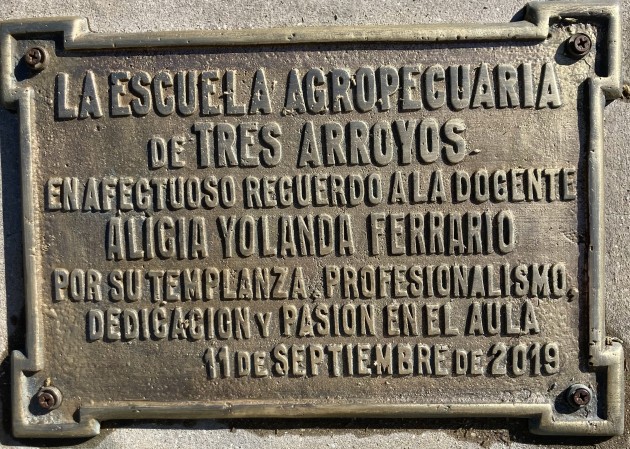 LA ESCUELA AGROPECUARIA
DE TRES ARROYOS
EN AFECTUOSO RECUERDO A LA DOCENTE
ALICIA YOLANDA FERRARIO
POR SU TEMPLANZA, PROFESIONALISMO,
DEDICACION Y PASION EN EL AULA
11 DE SEPTIEMBRE DE 2019